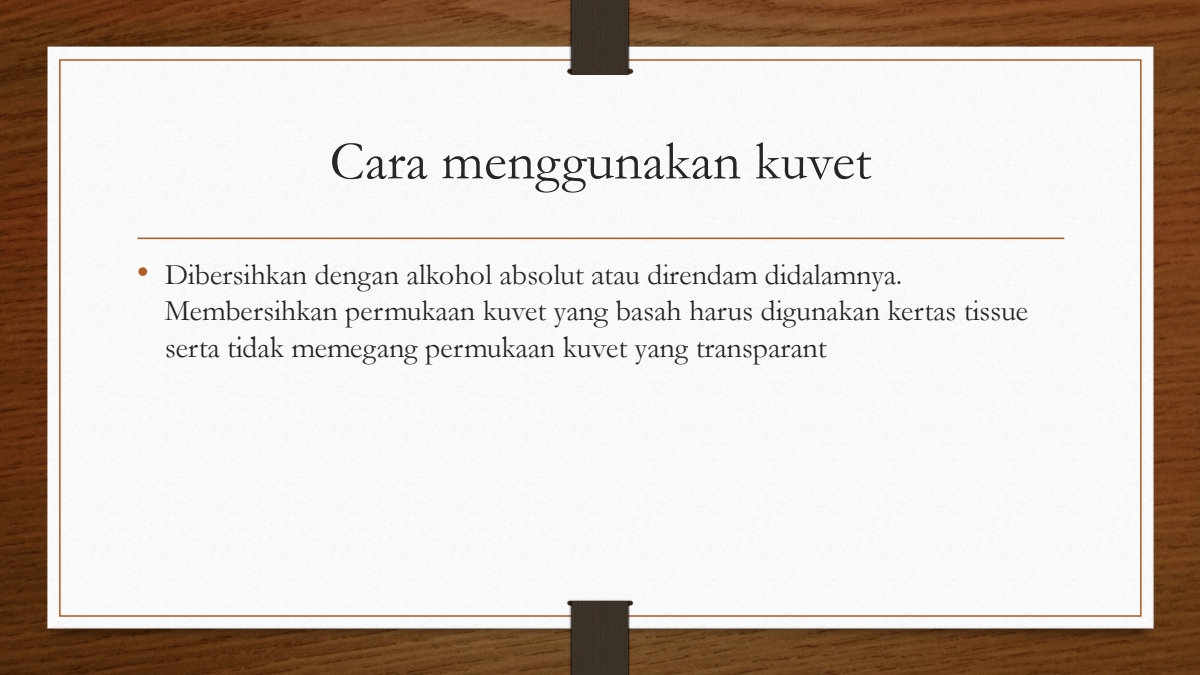 Cara menggunakan kuvet
• Dibersihkan dengan alkohol absolut atau direndam didalamnya.
Membersihkan permukaan kuvet yang basah harus digunakan kertas tissue
serta tidak memegang permukaan kuvet yang transparant